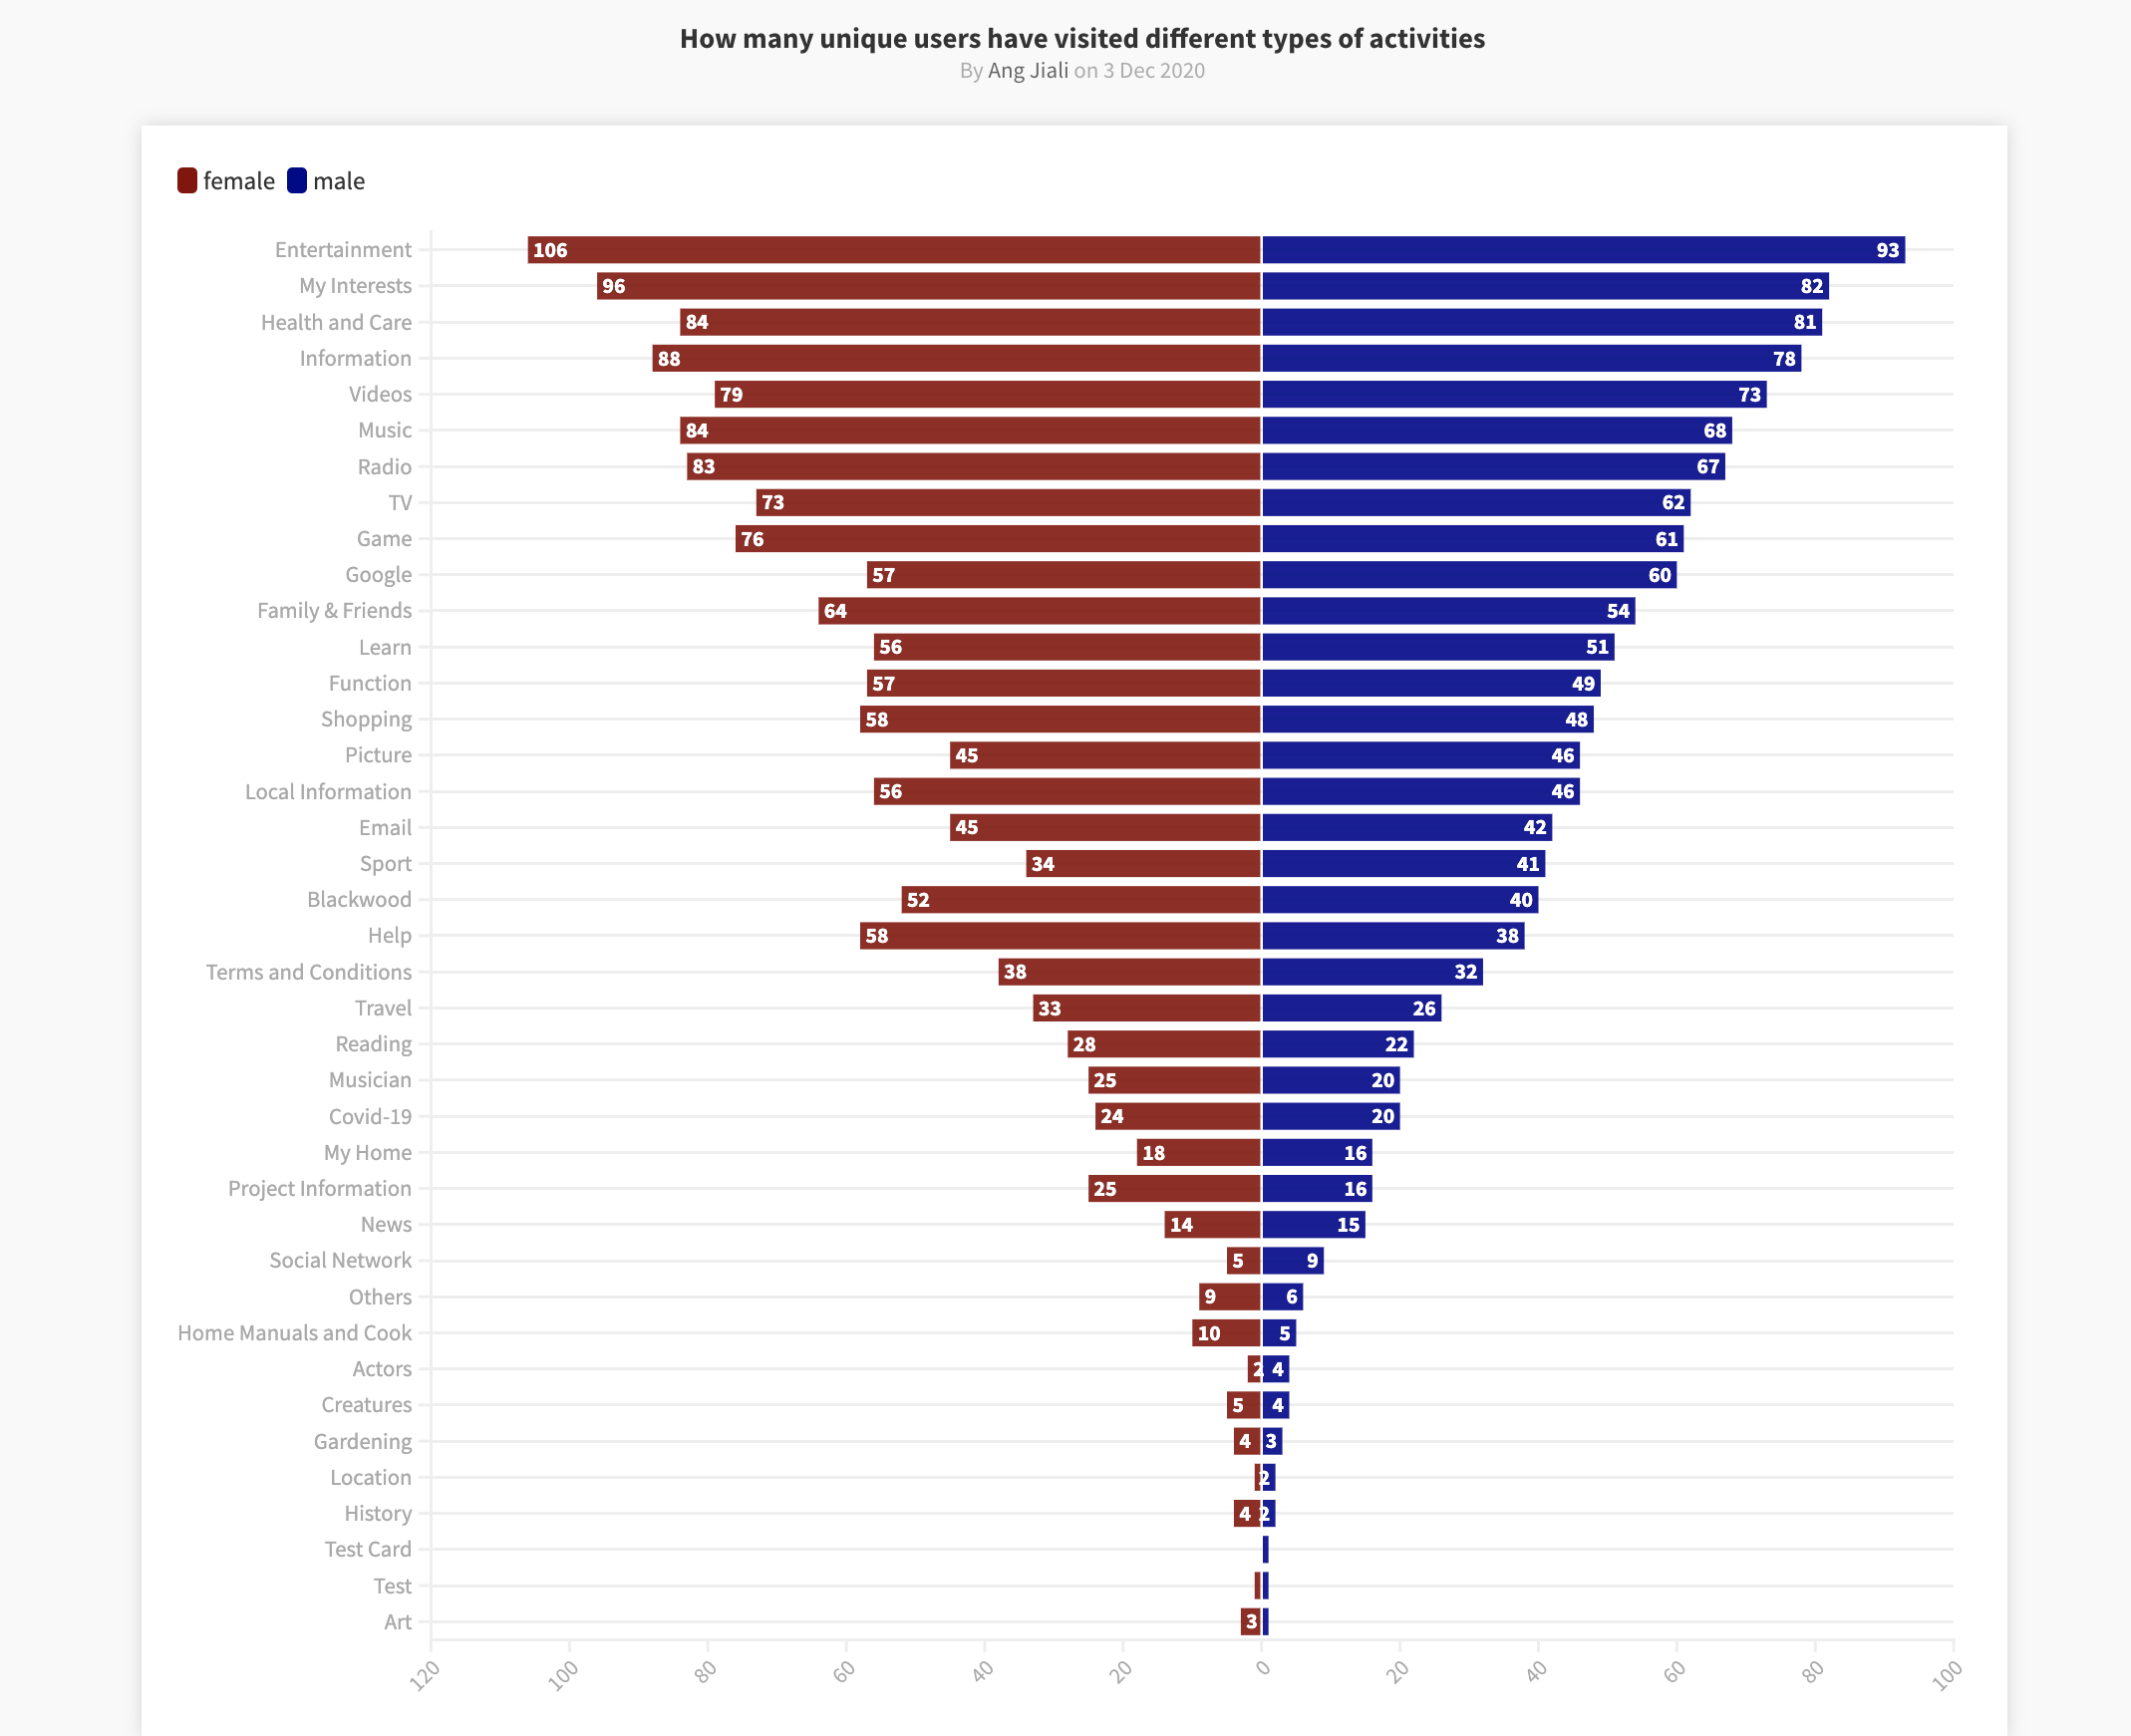 How many unique users have visited different types of activities
By Ang Jiali on 3 Dec 2020
female male
Entertainment 106 93
My Interests 96 82
Health and Care 84 81
Information 88 78
Videos 79 73
Music 84 68
Radio 83 67
TV 73 62
Game 76 61
Google 57 60
Family & Friends 64 54
Learn 56 51
Function 57 49
Shopping 58 48
Picture 45 46
Local Information 56 46
Email 45 42
Sport 34 41
Blackwood 52 40
Help 58 38
Terms and Conditions 38 32
Travel 33 26
Reading 28 22
Musician 25 20
Covid-19 24 20
My Home 18 16
Project Information 25 16
News 14 15
Social Network 5 9
Others 9 6
Home Manuals and Cook 10 5
Actors 2 4
Creatures 5 4
Gardening 4 3
Location 2
History 4 2
Test Card
Test
Art 3
120 100 80 60 40 20 0 20 40 60 80 100